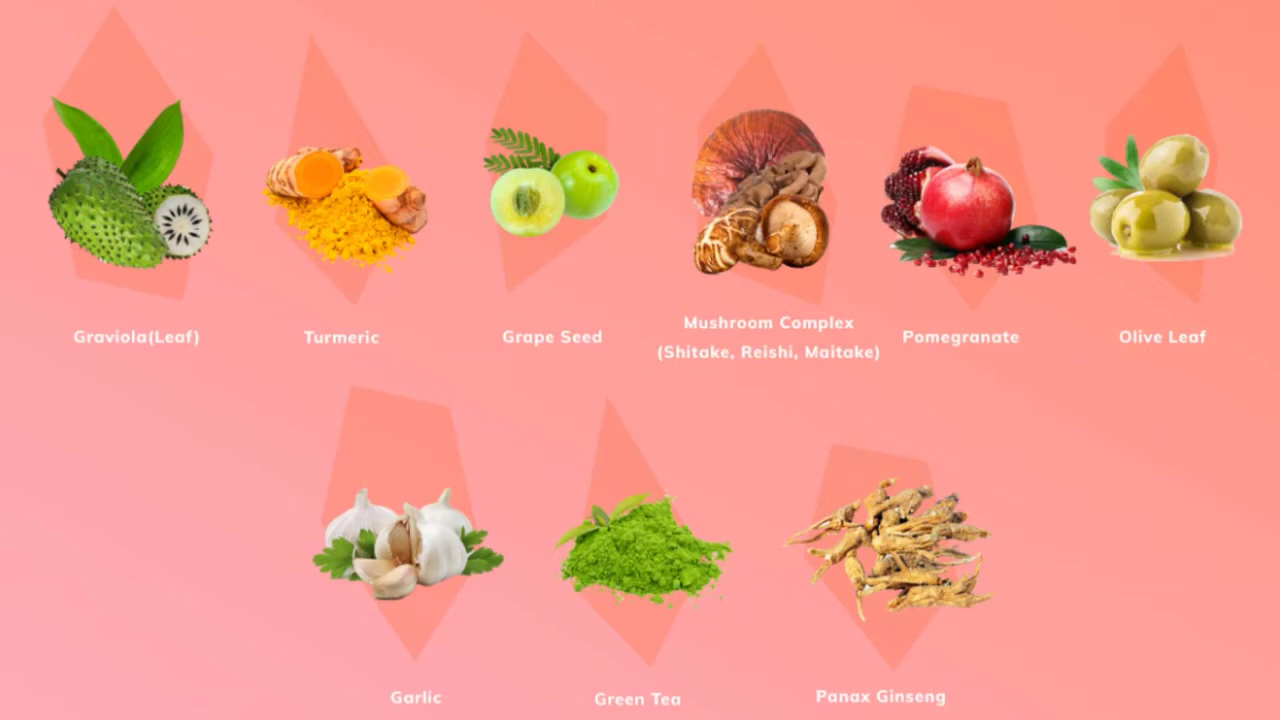 Graviola(Leaf)
Turmeric
Grape Seed
Mushroom Complex
(Shitake, Reishi, Maitake)
Pomegranate
Olive Leaf
Garlic
Green Tea
Panax Ginseng